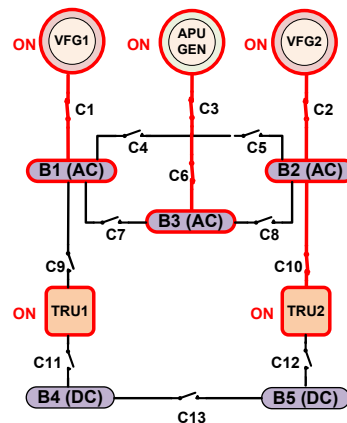 ON
VFG1
ON
APU
GEN
ON
VFG2
C1
C3
C2
C4
C5
C6
B1 (AC)
B2 (AC)
B3 (AC)
C7
C8
C9
C10
ON
TRU1
ON
TRU2
C11
C12
B4 (DC)
B5 (DC)
C13